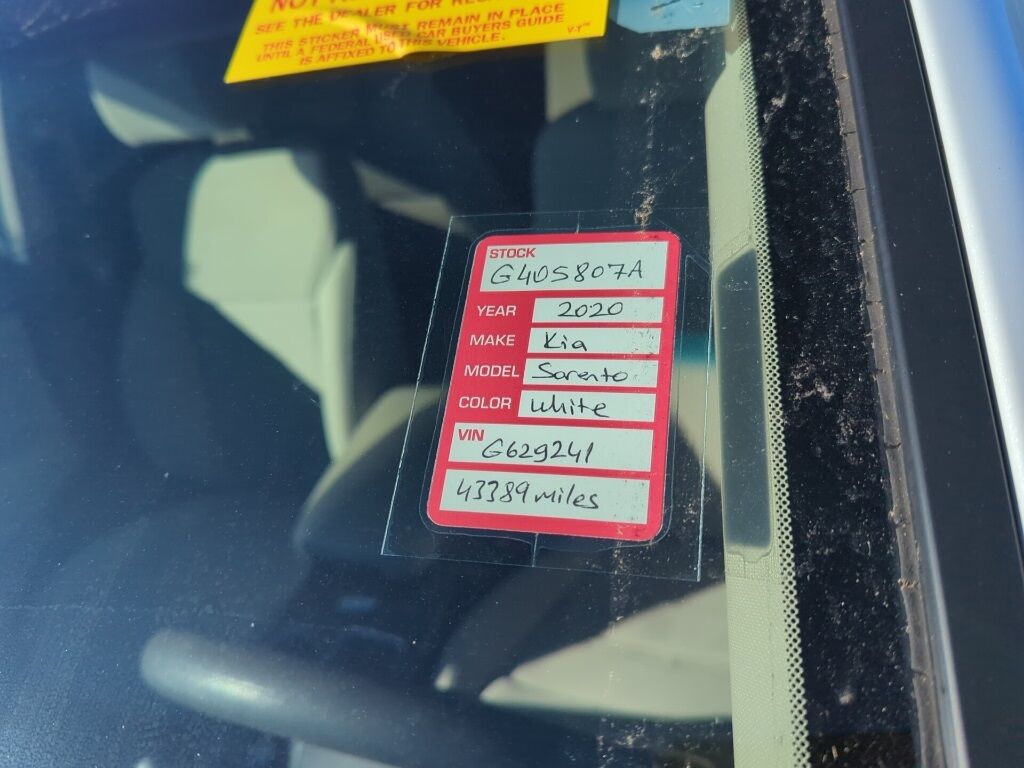 SEE THE DEALER FOR
THIS STICKER MUST REMAIN IN PLACE
UNTIL A FEDERAL USED CAR BUYERS GUIDE
IS AFFIXED TO THIS VEHICLE.
V-T™
STOCK
G40S807A
YEAR 2020
MAKE Kia
MODEL Sorento
COLOR White
VIN
G629241
43389 miles